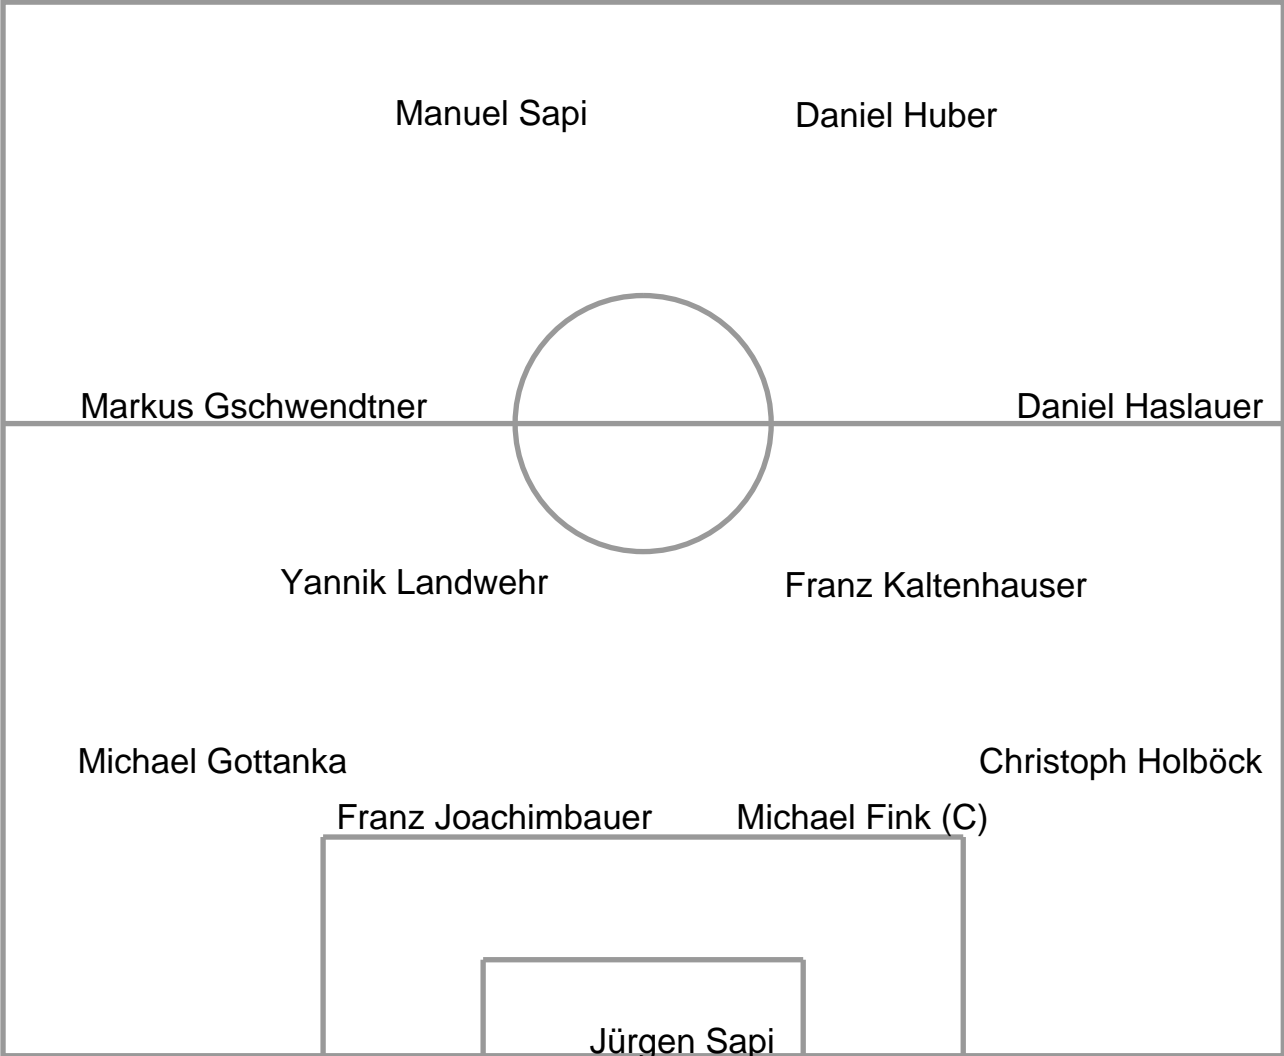 Manuel Sapi
Daniel Huber
Markus Gschwendtner
Daniel Haslauer
Yannik Landwehr
Franz Kaltenhauser
Michael Gottanka
Christoph Holböck
Franz Joachimbauer
Michael Fink (C)
Jürgen Sapi